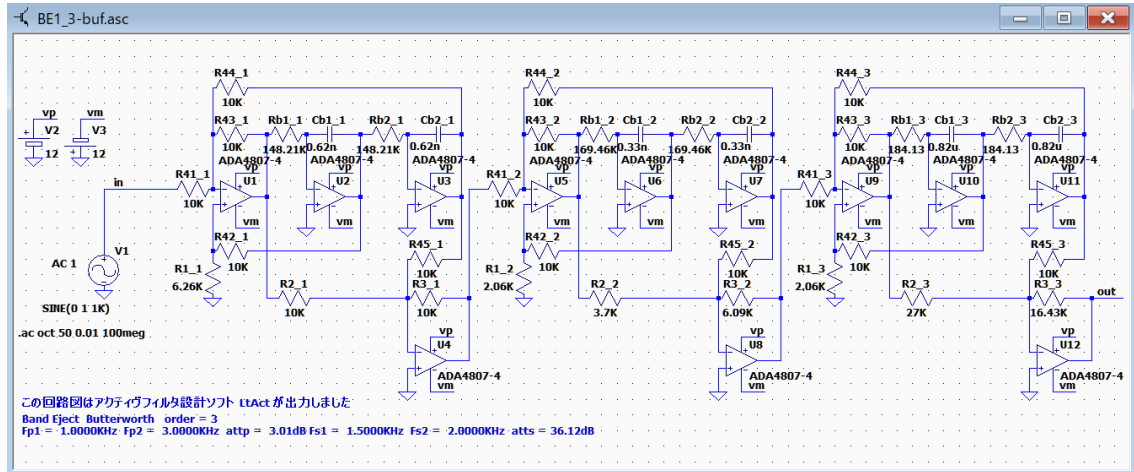 BE1_3-buf.asc
R44_1 R44_2 R44_3
10K 10K 10K
vp vm
V2 V3
12 12
R43_1 Rb1_1 Cb1_1 Rb2_1 Cb2_1 R43_2 Rb1_2 Cb1_2 Rb2_2 Cb2_2 R43_3 Rb1_3 Cb1_3 Rb2_3 Cb2_3
10K 148.21K 0.62n 148.21K 0.62n 10K 169.46K 0.33n 169.46K 0.33n 10K 184.13 0.82u 184.13 0.82u
ADA4807-4 ADA4807-4 ADA4807-4 ADA4807-4 ADA4807-4 ADA4807-4 ADA4807-4 ADA4807-4 ADA4807-4
vp vp vp vp vp vp vp vp vp
in R41_1 U1 U2 U3 R41_2 U5 U6 U7 R41_3 U9 U10 U11
10K 10K 10K
vm vm vm vm vm vm vm vm vm
R42_1 R45_1 R42_2 R45_2 R42_3 R45_3
10K 10K 10K 10K 10K 10K
V1
AC 1
SINE(0 1 1K)
R1_1 R2_1 R3_1 R1_2 R2_2 R3_2 R1_3 R2_3 R3_3 out
6.26K 10K 10K 2.06K 3.7K 6.09K 2.06K 27K 16.43K
.ac oct 50 0.01 100meg
vp vp vp
U4 U8 U12
ADA4807-4 ADA4807-4 ADA4807-4
vm vm vm
この回路図はアクティヴフィルタ設計ソフト LtAct が出力しました
Band Eject Butterworth order = 3
Fp1 = 1.0000KHz Fp2 = 3.0000KHz attp = 3.01dB Fs1 = 1.5000KHz Fs2 = 2.0000KHz atts = 36.12dB